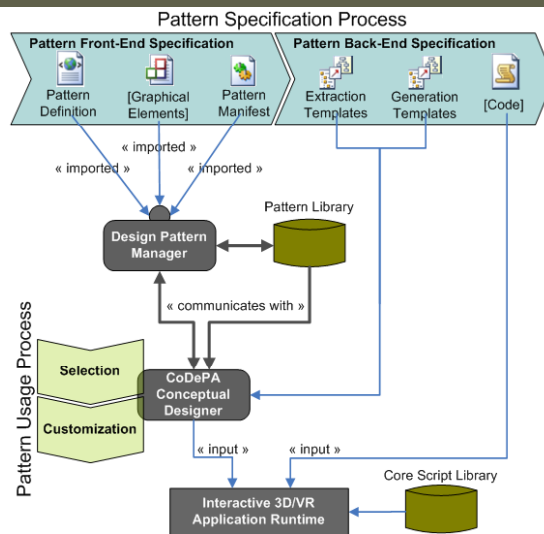 Pattern Specification Process
Pattern Front-End Specification
Pattern Back-End Specification
Pattern
Definition
[Graphical
Elements]
Pattern
Manifest
Extraction
Templates
Generation
Templates
[Code]
« imported »
« imported »
« imported »
Pattern Library
Design Pattern
Manager
« communicates with »
Pattern Usage Process
Selection
Customization
CoDePA
Conceptual
Designer
« input »
« input »
Core Script Library
Interactive 3D/VR
Application Runtime